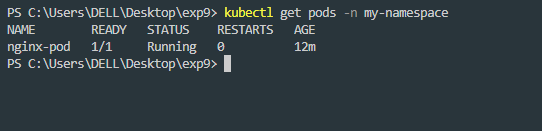 PS C:\Users\DELL\Desktop\exp9> kubectl get pods -n my-namespace
NAME READY STATUS RESTARTS AGE
nginx-pod 1/1 Running 0 12m
PS C:\Users\DELL\Desktop\exp9>